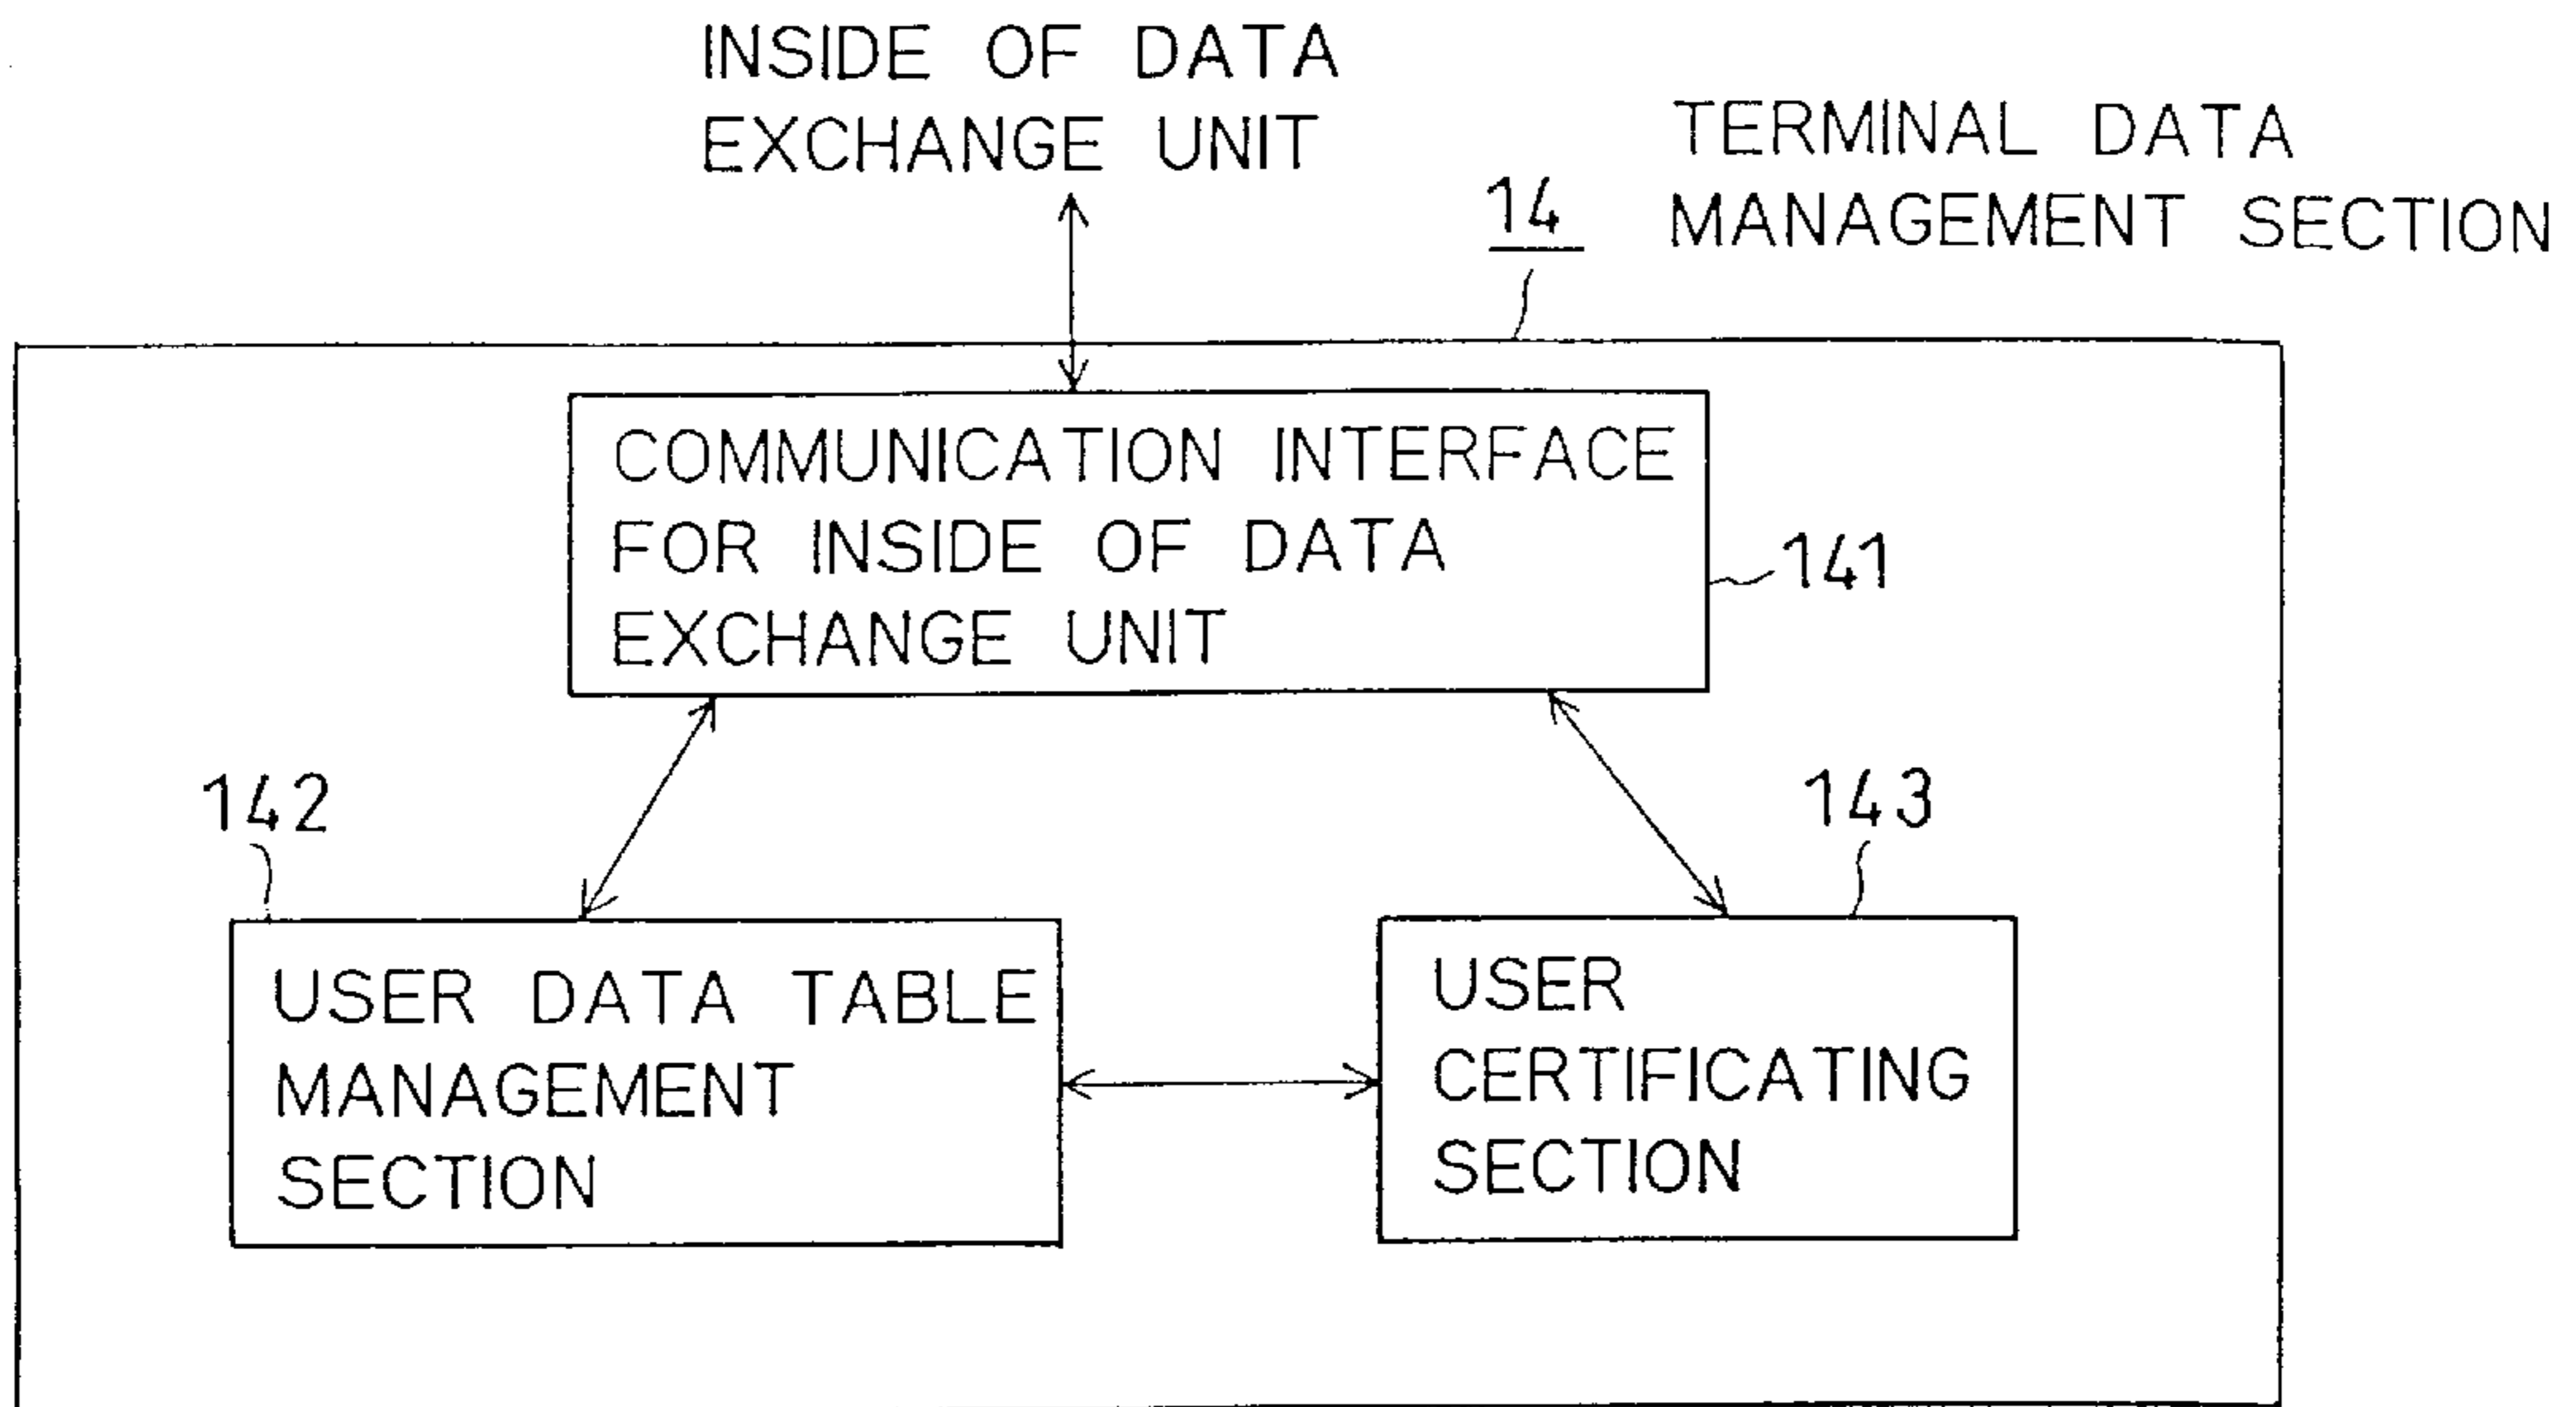 INSIDE OF DATA
EXCHANGE UNIT
TERMINAL DATA
MANAGEMENT SECTION
14
COMMUNICATION INTERFACE
FOR INSIDE OF DATA
EXCHANGE UNIT
141
142
143
USER DATA TABLE
MANAGEMENT
SECTION
USER
CERTIFICATING
SECTION